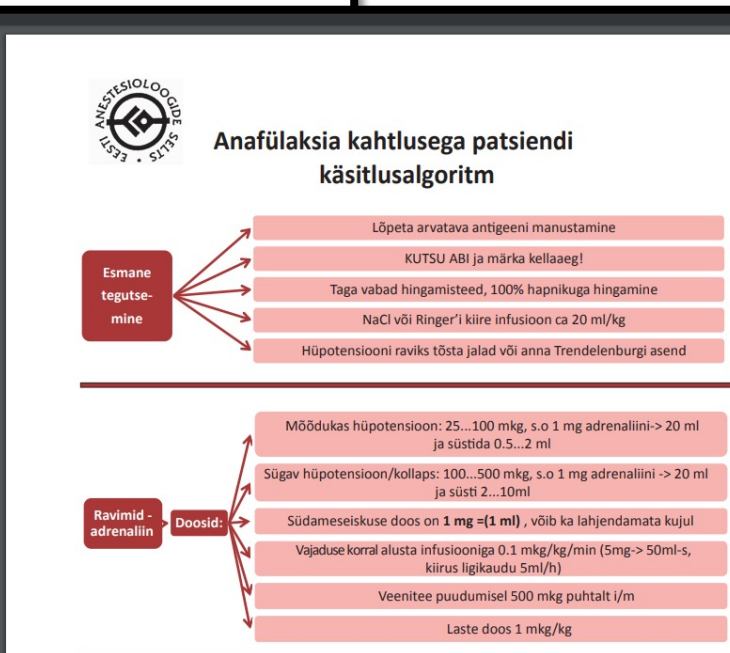 EESTI ANESTESIOLOOGIDE SELTS
Anafülaksia kahtlusega patsiendi
käsitlusalgoritm
Esmane
tegutse-
mine
Lõpeta arvatava antigeeni manustamine
KUTSU ABI ja märka kellaaeg!
Taga vabad hingamisteed, 100% hapnikuga hingamine
NaCl või Ringer'i kiire infusioon ca 20 ml/kg
Hüpotensiooni raviks tõsta jalad või anna Trendelenburgi asend
Ravimid -
adrenaliin
Doosid:
Mõõdukas hüpotensioon: 25...100 mkg, s.o 1 mg adrenaliini-> 20 ml
ja süstida 0.5...2 ml
Sügav hüpotensioon/kollaps: 100...500 mkg, s.o 1 mg adrenaliini -> 20 ml
ja süsti 2...10ml
Südameseiskuse doos on 1 mg =(1 ml) , võib ka lahjendamata kujul
Vajaduse korral alusta infusiooniga 0.1 mkg/kg/min (5mg-> 50ml-s,
kiirus ligikaudu 5ml/h)
Veenitee puudumisel 500 mkg puhtalt i/m
Laste doos 1 mkg/kg